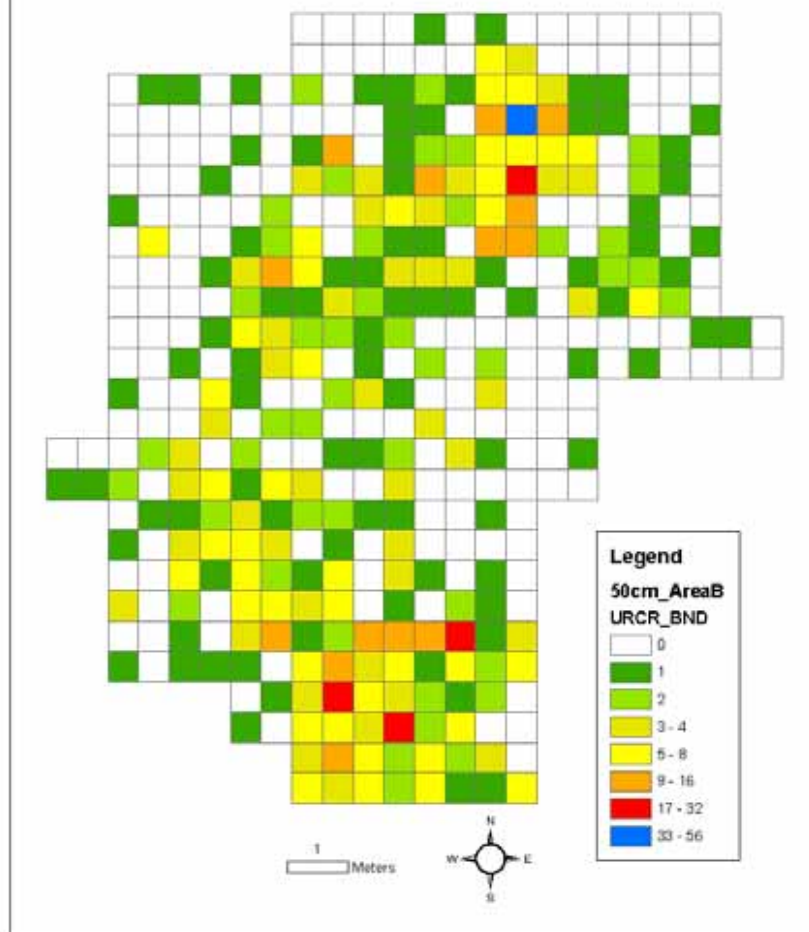 Legend
50cm_AreaB
URCR_BND
0
1
2
3 - 4
5 - 8
9 - 16
17 - 32
33 - 56
1
Meters
N
W E
S